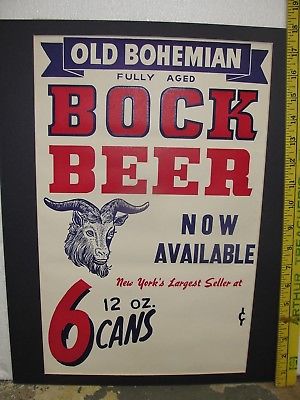 OLD BOHEMIAN
FULLY AGED
BOCK
BEER
NOW
AVAILABLE
New York's Largest Seller at
6 12 OZ.
CANS
¢